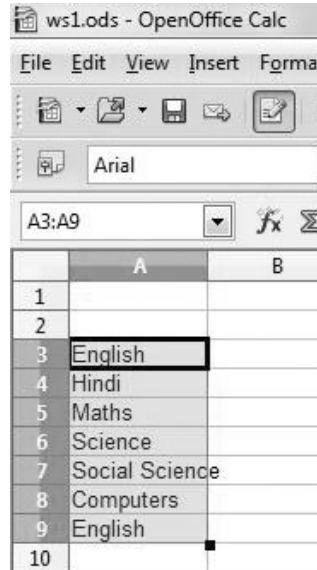 ws1.ods - OpenOffice Calc
File Edit View Insert Forma
Arial
A3:A9
A B
1
2
3 English
4 Hindi
5 Maths
6 Science
7 Social Science
8 Computers
9 English
10